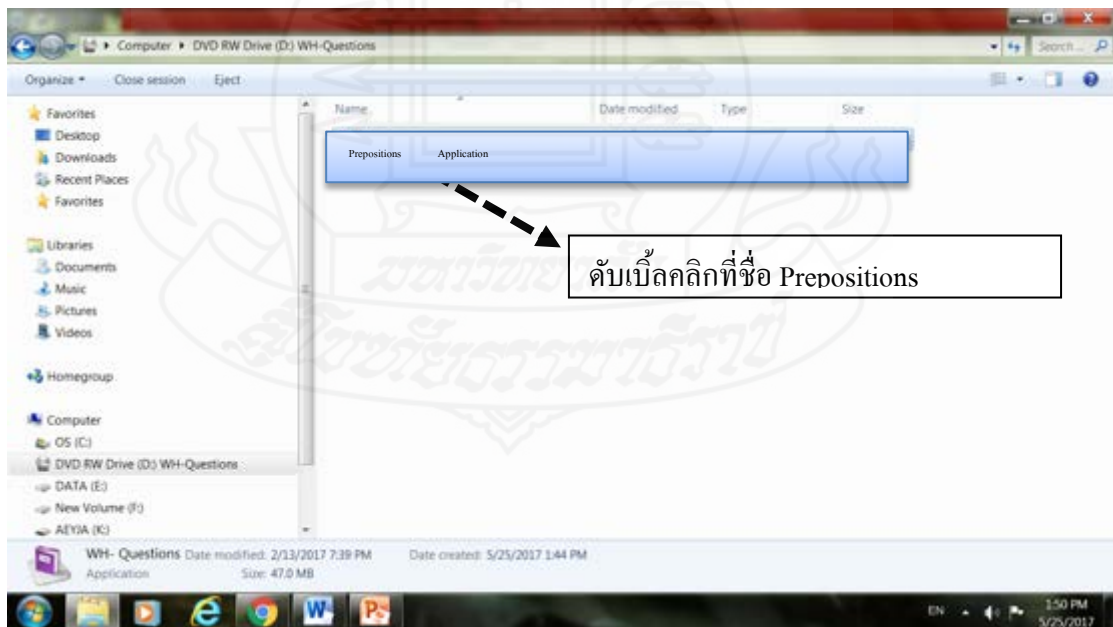 Computer ▸ DVD RW Drive (D:) WH-Questions
Search...
Organize Close session Eject
Name Date modified Type Size
Prepositions Application
ดับเบิ้ลคลิกที่ชื่อ Prepositions
Favorites
Desktop
Downloads
Recent Places
Favorites
Libraries
Documents
Music
Pictures
Videos
Homegroup
Computer
OS (C:)
DVD RW Drive (D:) WH-Questions
DATA (E:)
New Volume (F:)
AEYJA (K:)
WH- Questions Date modified: 2/13/2017 7:39 PM Date created: 5/25/2017 1:44 PM
Application Size: 47.0 MB
EN 1:50 PM
5/25/2017